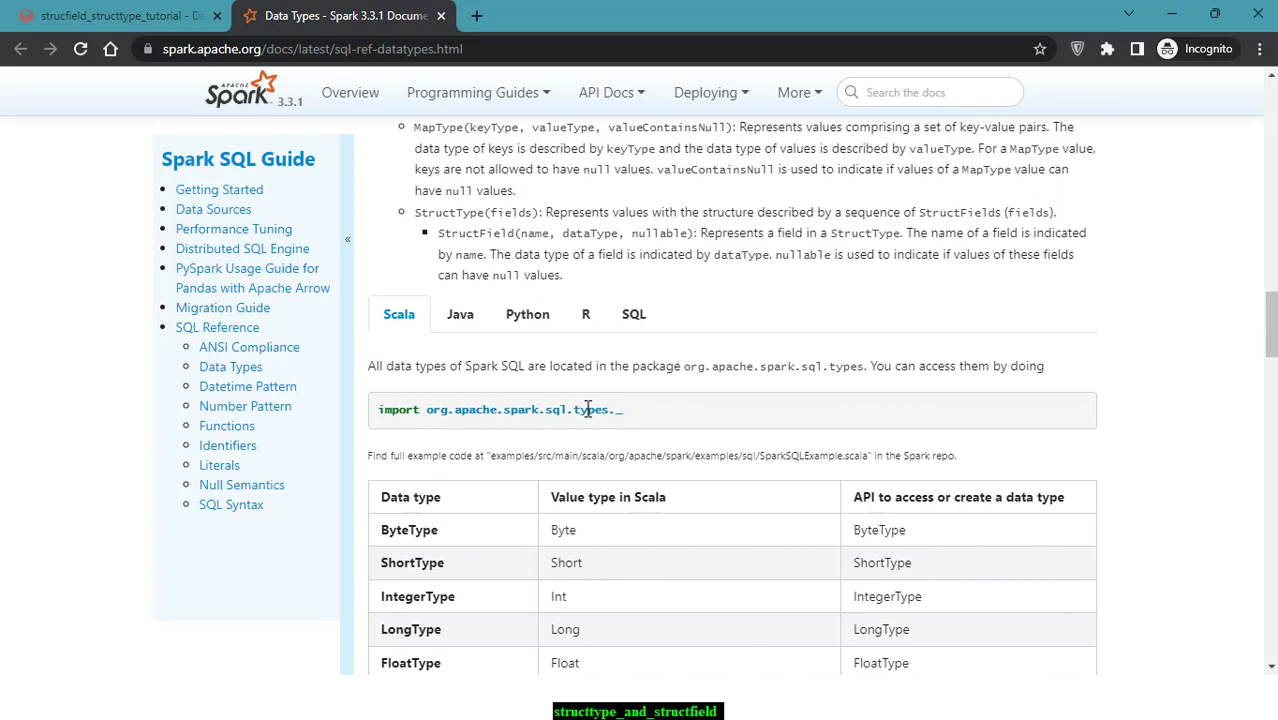 strucfield_structtype_tutorial - Da
Data Types - Spark 3.3.1 Docume
spark.apache.org/docs/latest/sql-ref-datatypes.html
Incognito
APACHE
Spark 3.3.1
Overview
Programming Guides
API Docs
Deploying
More
Search the docs
Spark SQL Guide
Getting Started
Data Sources
Performance Tuning
Distributed SQL Engine
PySpark Usage Guide for
Pandas with Apache Arrow
Migration Guide
SQL Reference
ANSI Compliance
Data Types
Datetime Pattern
Number Pattern
Functions
Identifiers
Literals
Null Semantics
SQL Syntax
«
MapType(keyType, valueType, valueContainsNull): Represents values comprising a set of key-value pairs. The
data type of keys is described by keyType and the data type of values is described by valueType. For a MapType value,
keys are not allowed to have null values. valueContainsNull is used to indicate if values of a MapType value can
have null values.
StructType(fields): Represents values with the structure described by a sequence of StructFields (fields).
StructField(name, dataType, nullable): Represents a field in a StructType. The name of a field is indicated
by name. The data type of a field is indicated by dataType. nullable is used to indicate if values of these fields
can have null values.
Scala Java Python R SQL
All data types of Spark SQL are located in the package org.apache.spark.sql.types. You can access them by doing
import org.apache.spark.sql.types._
Find full example code at "examples/src/main/scala/org/apache/spark/examples/sql/SparkSQLExample.scala" in the Spark repo.
Data type Value type in Scala API to access or create a data type
ByteType Byte ByteType
ShortType Short ShortType
IntegerType Int IntegerType
LongType Long LongType
FloatType Float FloatType
structtype_and_structfield